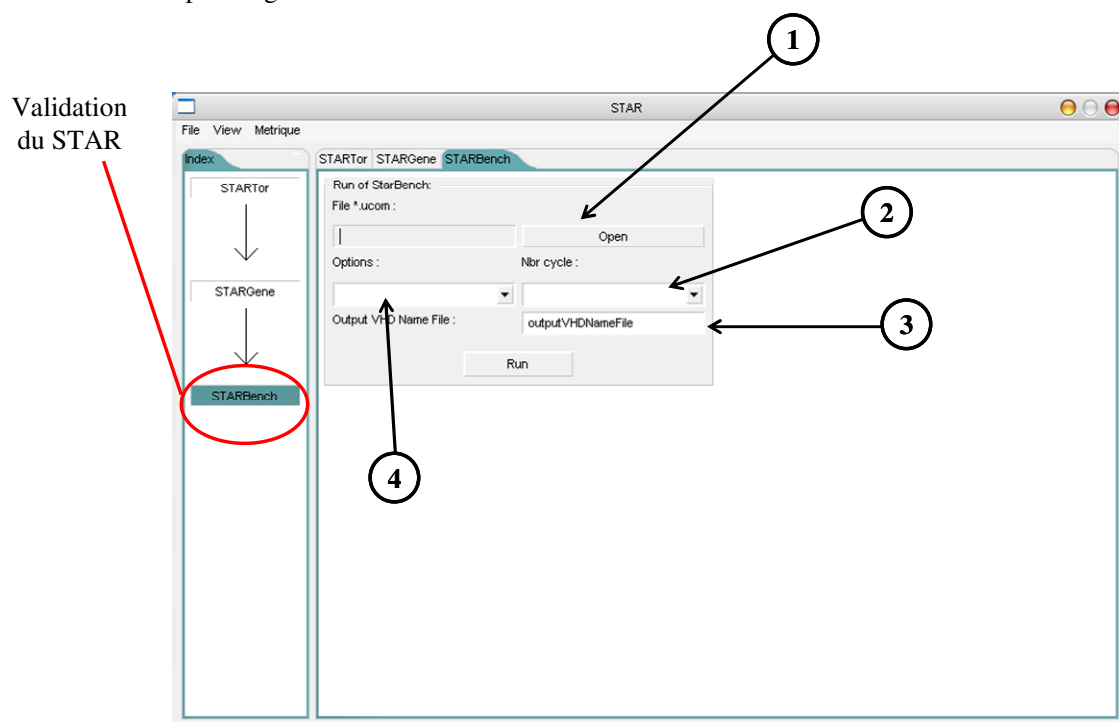 1
Validation
du STAR
STAR
File View Metrique
Index
STARTor STARGene STARBench
STARTor
Run of StarBench:
File *.ucom :
Open
2
Options :
Nbr cycle :
STARGene
Output VHD Name File :
outputVHDNameFile
3
Run
STARBench
4